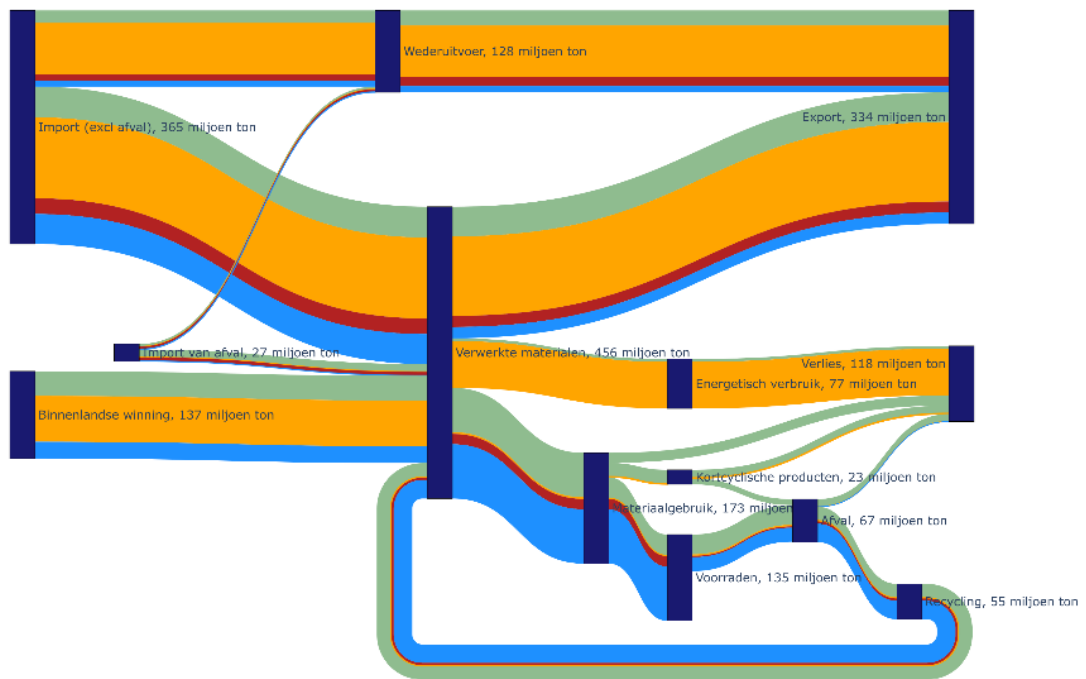 Wederuitvoer, 128 miljoen ton
Import (excl afval), 365 miljoen ton
Export, 334 miljoen ton
Import van afval, 27 miljoen ton
Verwerkte materialen, 456 miljoen ton
Verlies, 118 miljoen ton
Energetisch verbruik, 77 miljoen ton
Binnenlandse winning, 137 miljoen ton
Kortcyclische producten, 23 miljoen ton
Materiaalgebruik, 173 miljoen
Afval, 67 miljoen ton
Voorraden, 135 miljoen ton
Recycling, 55 miljoen ton